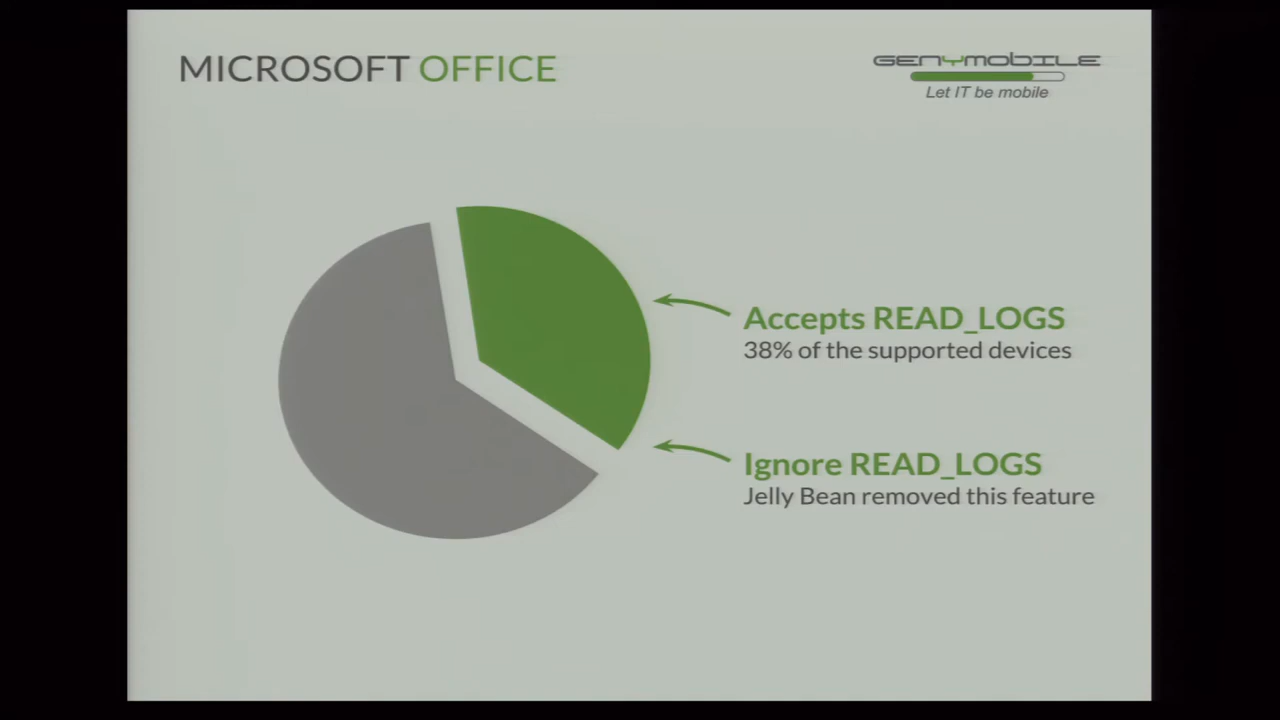 MICROSOFT OFFICE
GENYMOBILE
Let IT be mobile
Accepts READ_LOGS
38% of the supported devices
Ignore READ_LOGS
Jelly Bean removed this feature